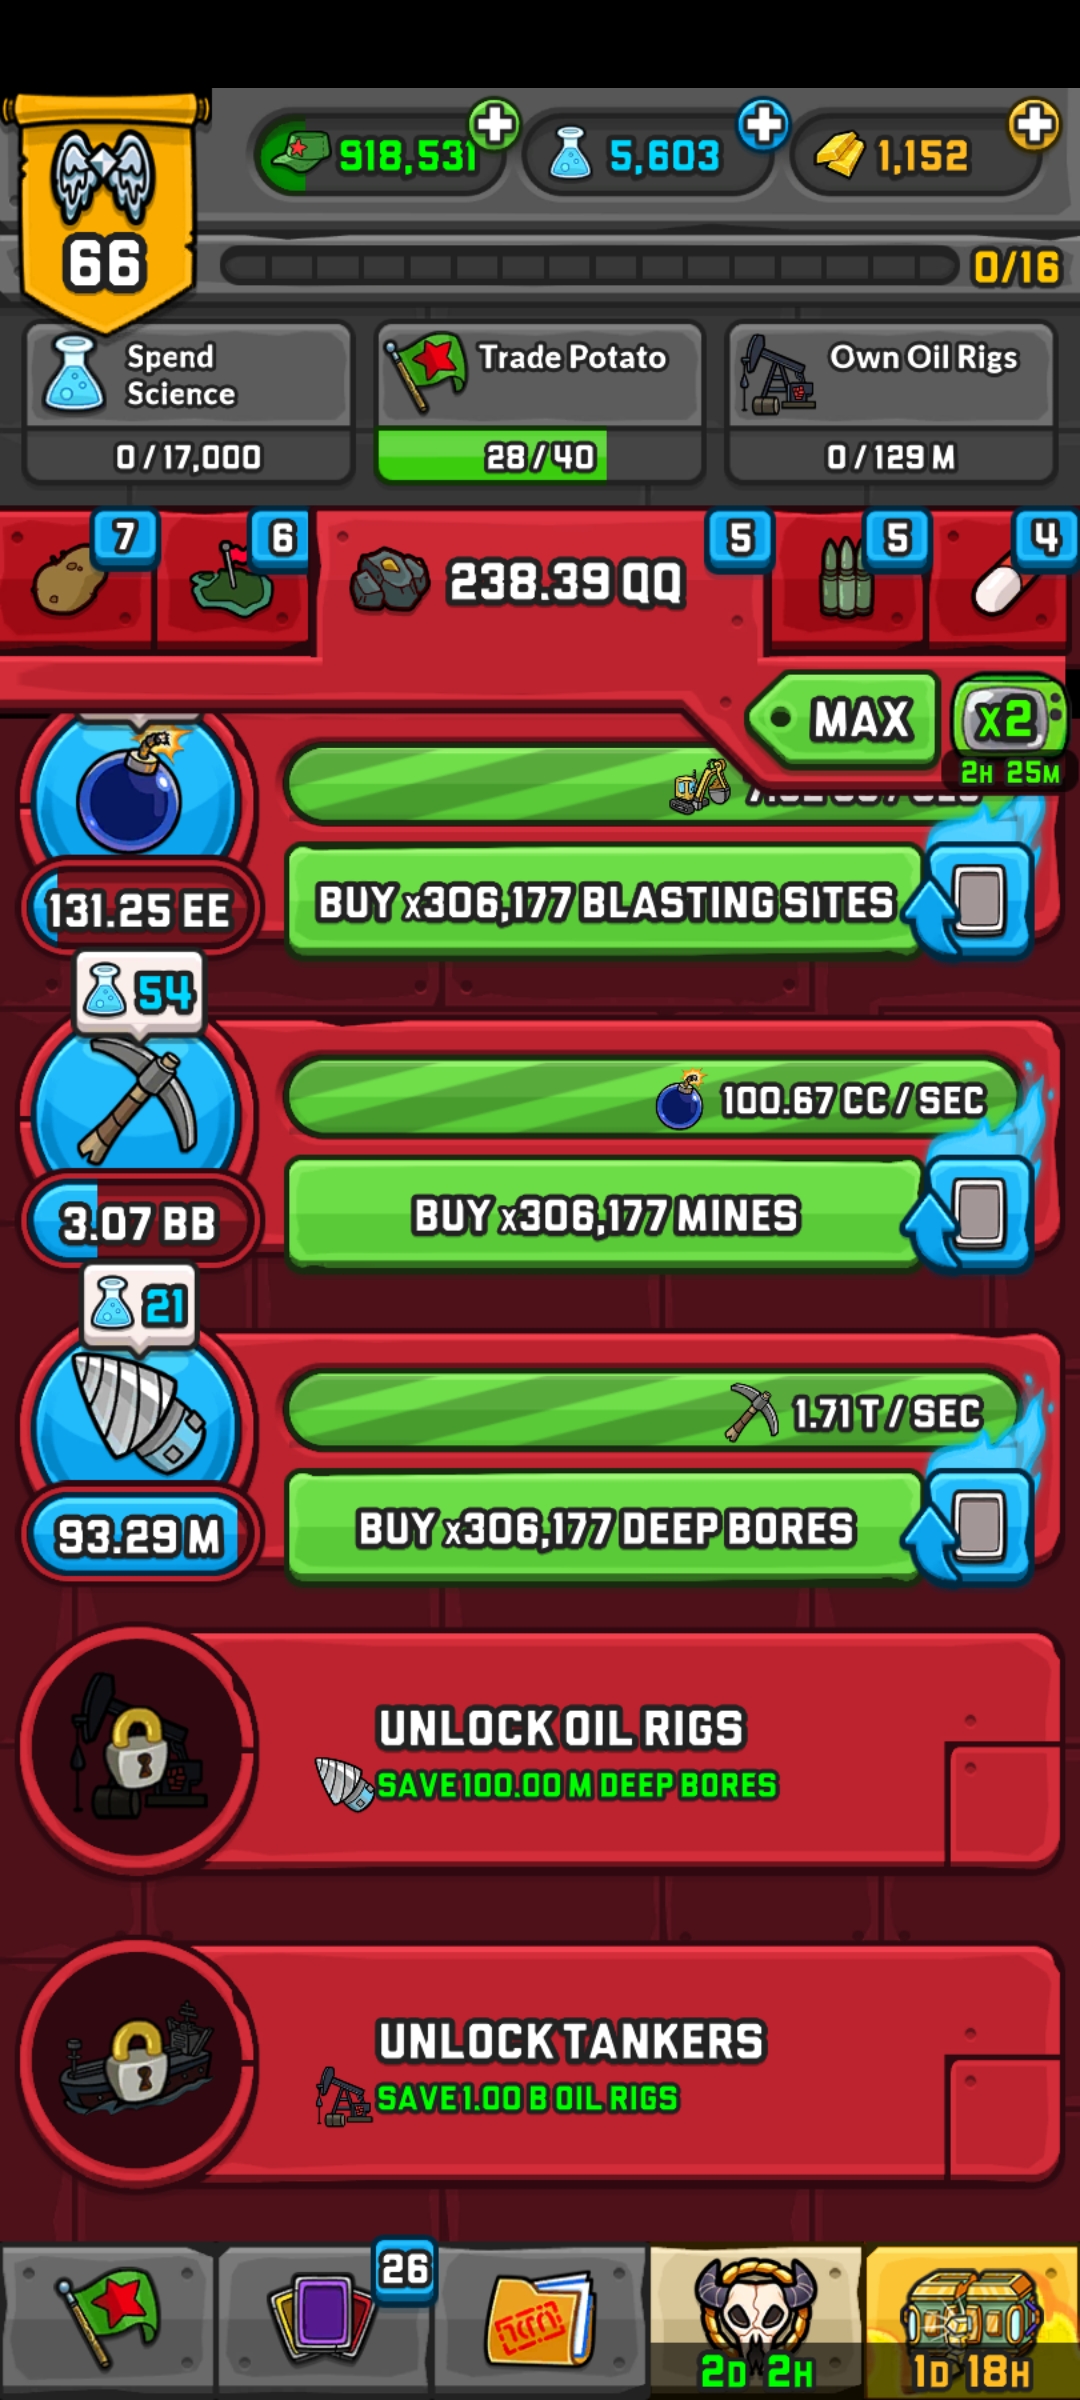 918,531
5,603
1,152
66
0/16
Spend
Science
0 / 17,000
Trade Potato
28 / 40
Own Oil Rigs
0 / 129 M
7
6
238.39 QQ
5
5
4
MAX
x2
2H 25M
131.25 EE
BUY x306,177 BLASTING SITES
54
100.67 CC / SEC
3.07 BB
BUY x306,177 MINES
21
1.71 T / SEC
93.29 M
BUY x306,177 DEEP BORES
UNLOCK OIL RIGS
SAVE 100.00 M DEEP BORES
UNLOCK TANKERS
SAVE 1.00 B OIL RIGS
26
2D 2H
1D 18H